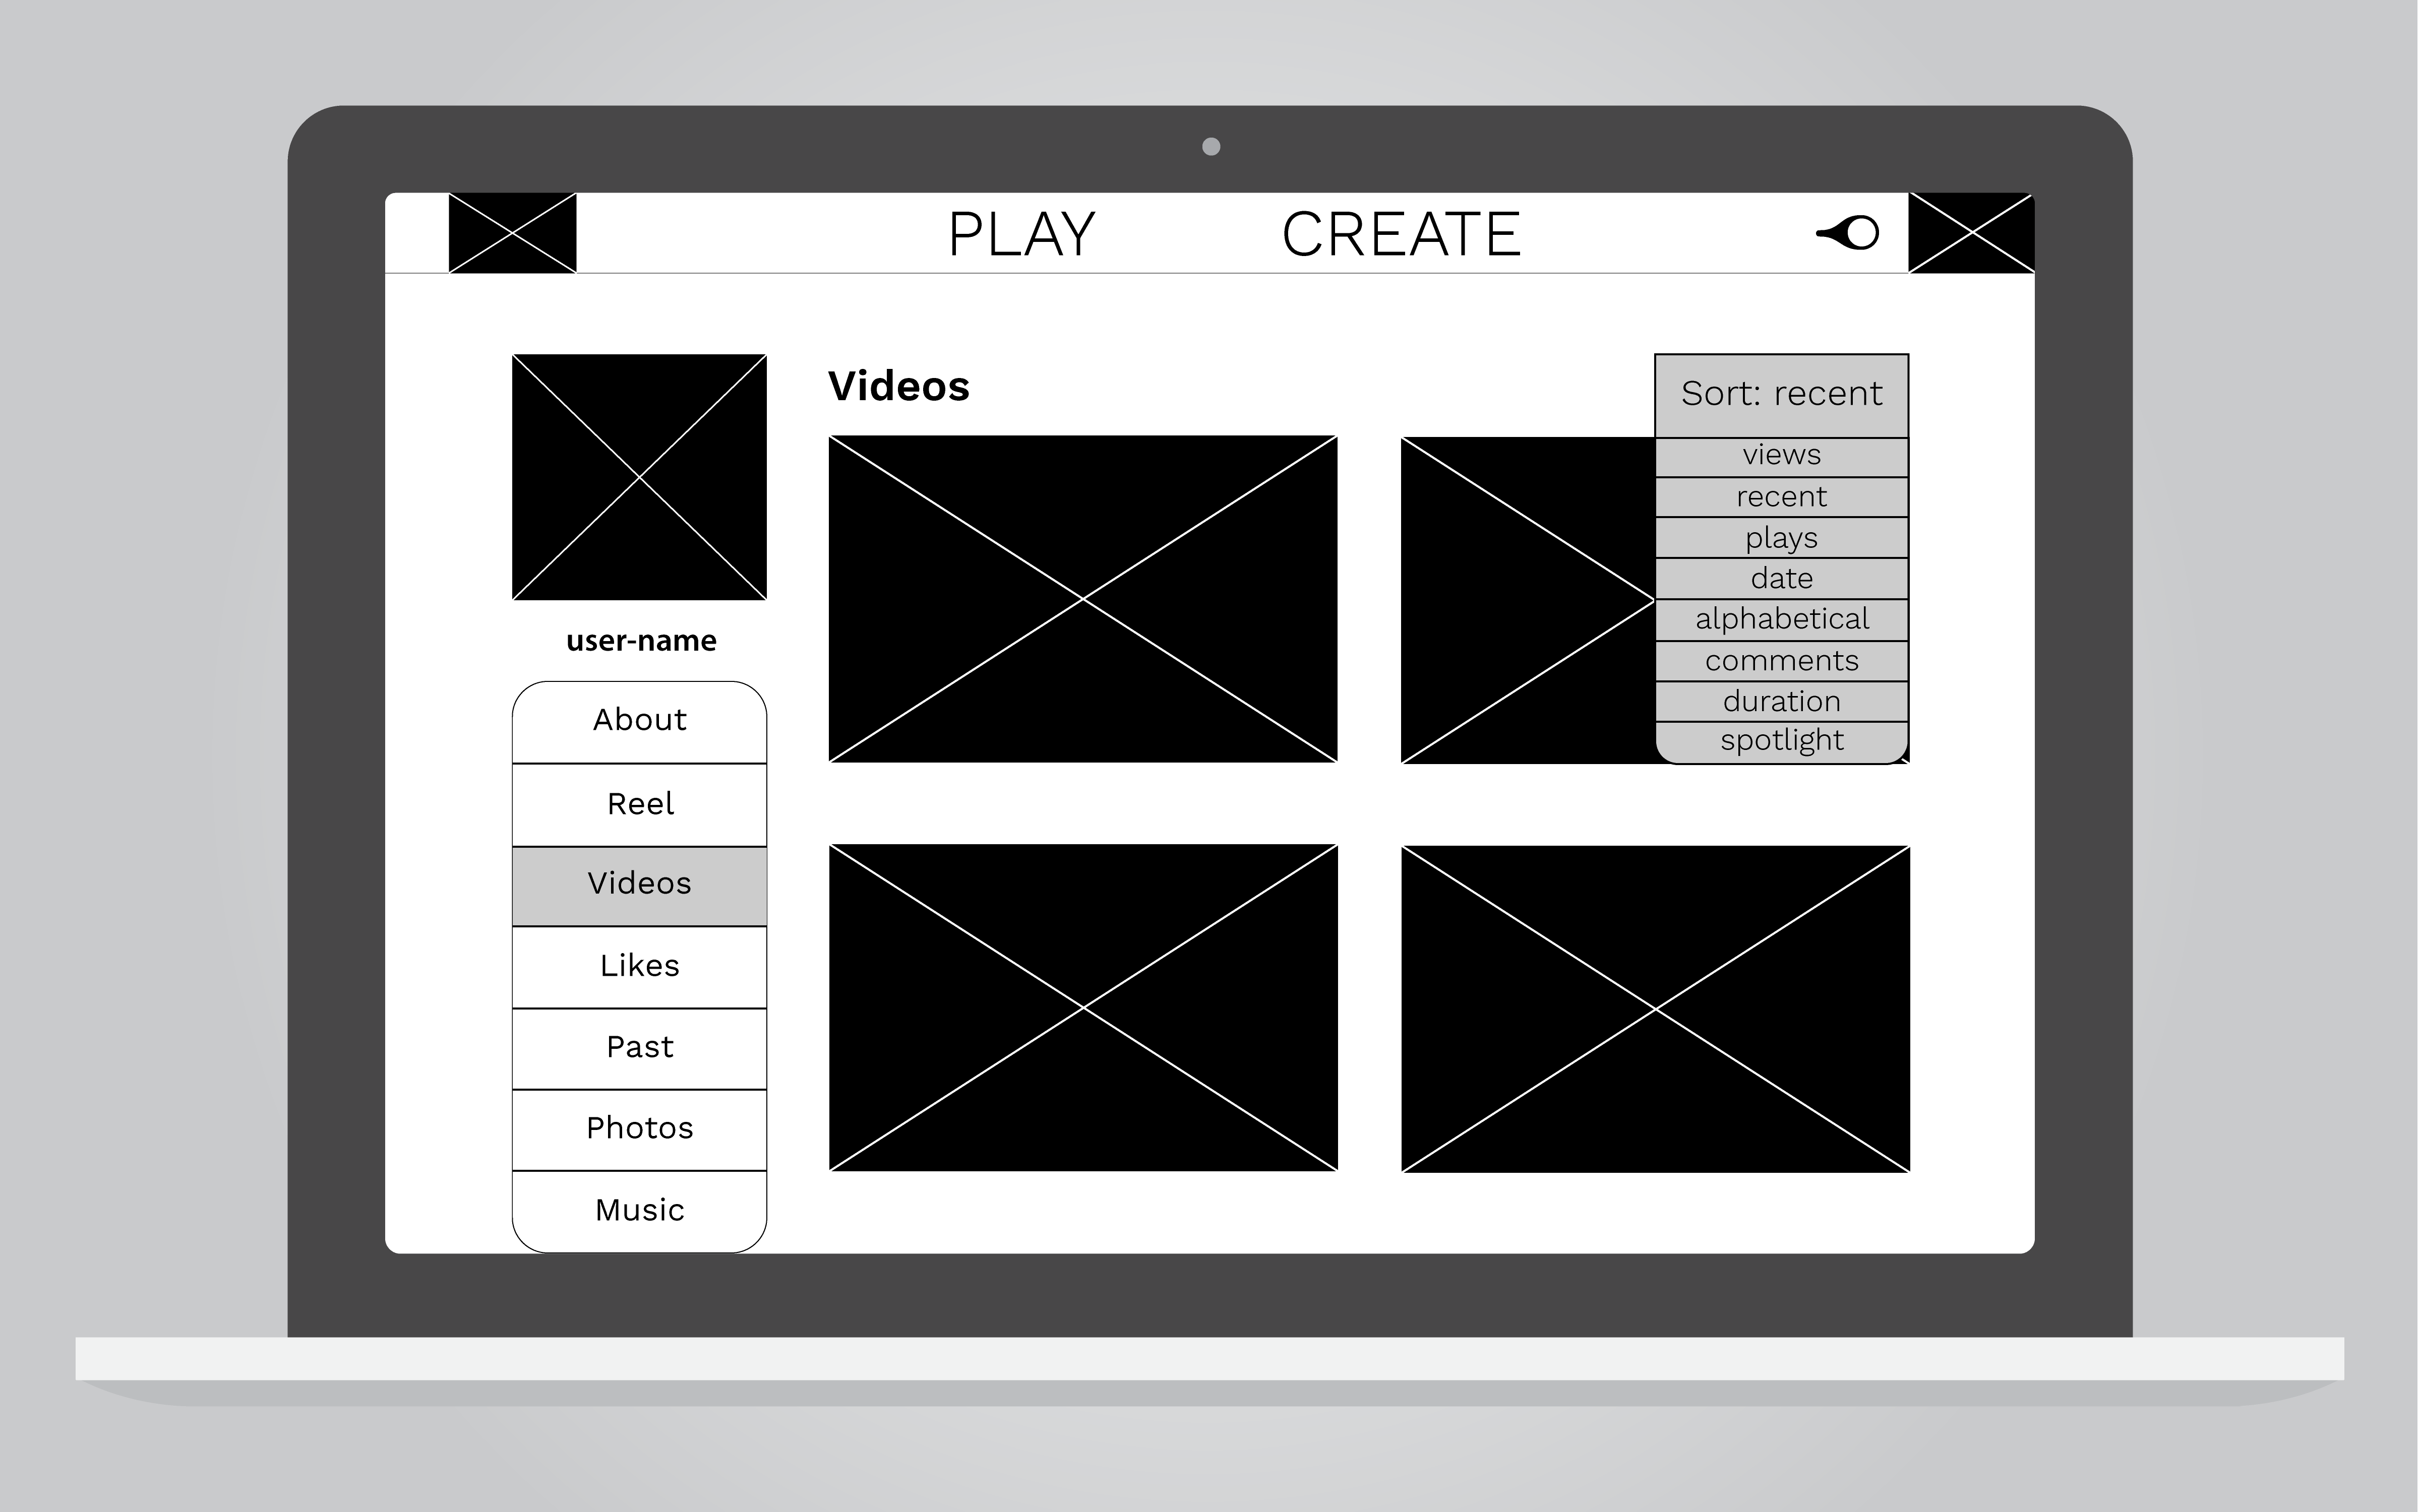 PLAY CREATE
Videos
Sort: recent
views
recent
plays
date
alphabetical
comments
duration
spotlight
user-name
About
Reel
Videos
Likes
Past
Photos
Music